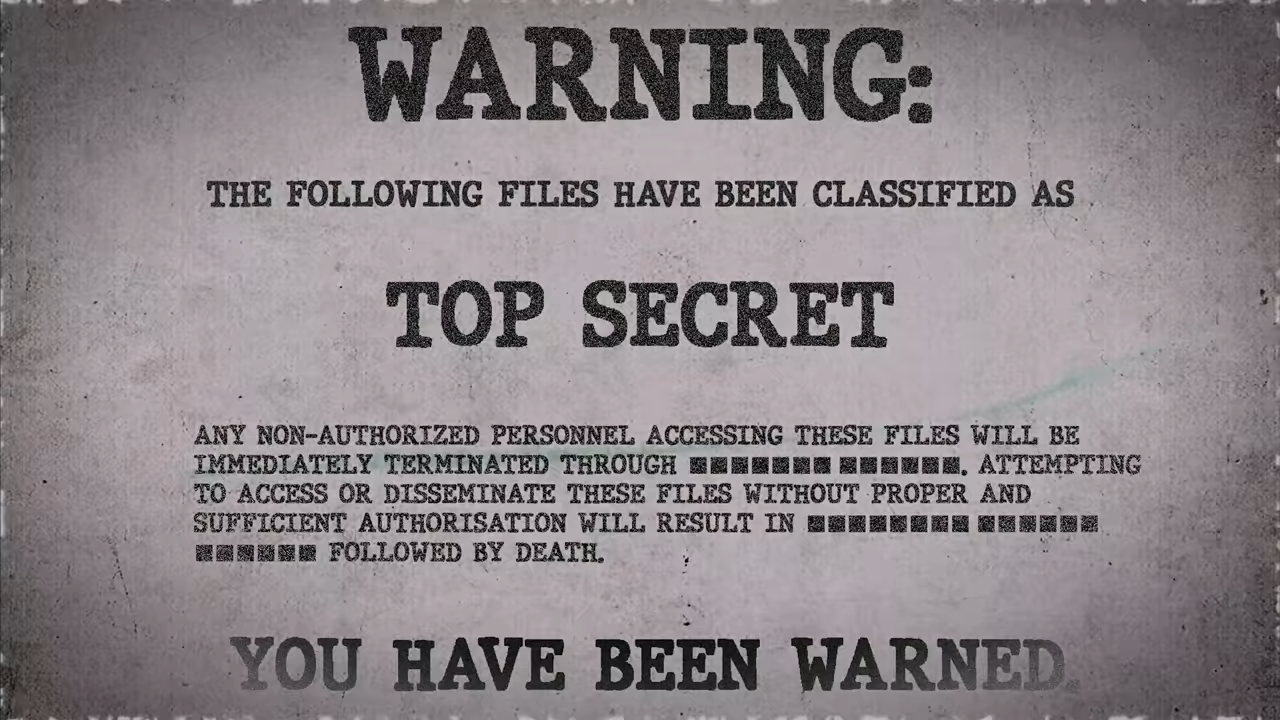 WARNING:
THE FOLLOWING FILES HAVE BEEN CLASSIFIED AS
TOP SECRET
ANY NON-AUTHORIZED PERSONNEL ACCESSING THESE FILES WILL BE
IMMEDIATELY TERMINATED THROUGH ■■■■■■■ ■■■■■■. ATTEMPTING
TO ACCESS OR DISSEMINATE THESE FILES WITHOUT PROPER AND
SUFFICIENT AUTHORISATION WILL RESULT IN ■■■■■■■■ ■■■■■■
■■■■■■ FOLLOWED BY DEATH.
YOU HAVE BEEN WARNED.